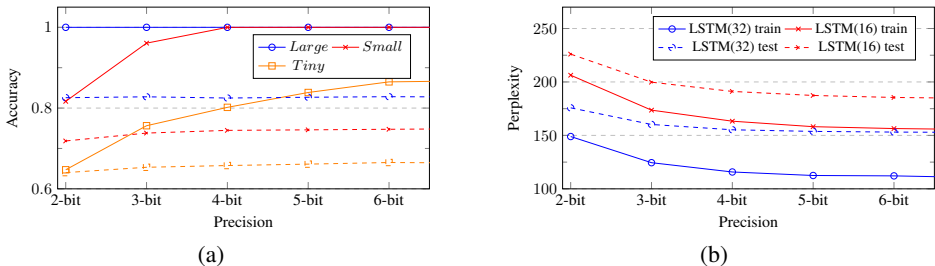 1
0.8
0.6
Accuracy
Large Small
Tiny
2-bit 3-bit 4-bit 5-bit 6-bit
Precision
(a)
250
200
150
100
Perplexity
LSTM(32) train LSTM(16) train
LSTM(32) test LSTM(16) test
2-bit 3-bit 4-bit 5-bit 6-bit
Precision
(b)